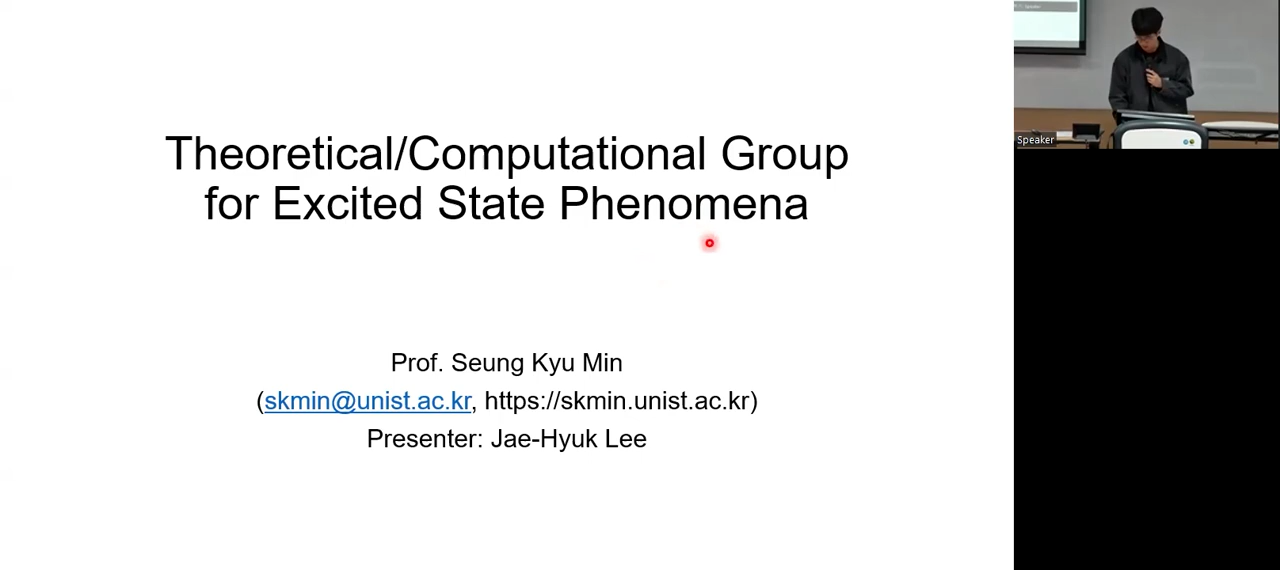 Theoretical/Computational Group
for Excited State Phenomena
Prof. Seung Kyu Min
(skmin@unist.ac.kr, https://skmin.unist.ac.kr)
Presenter: Jae-Hyuk Lee
Speaker